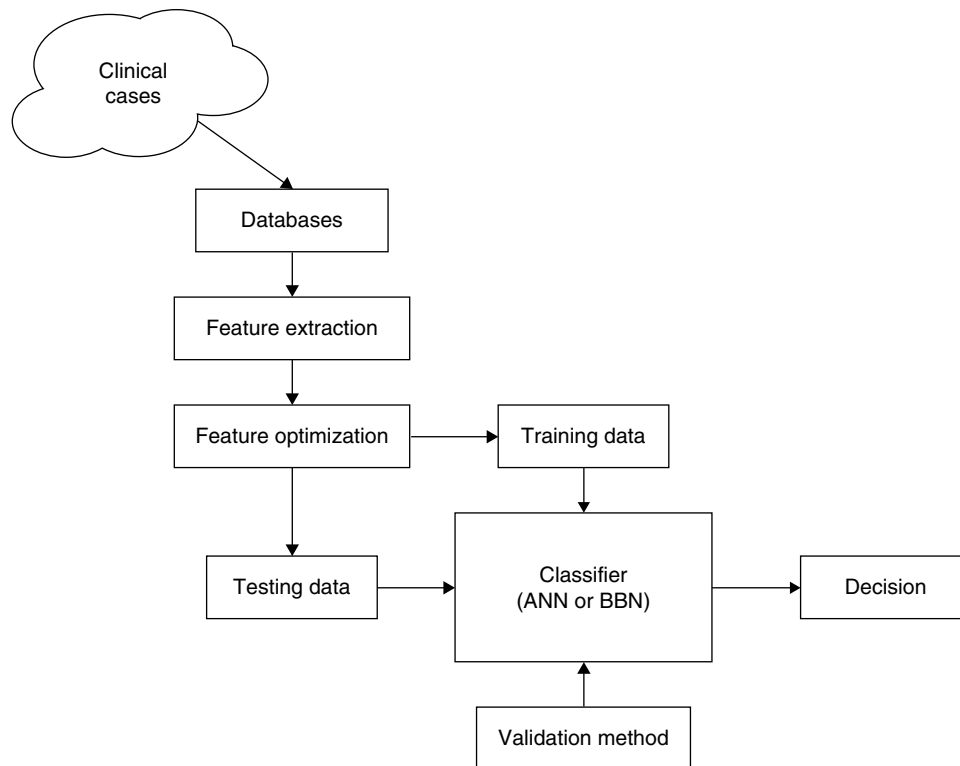 Clinical
cases
Databases
Feature extraction
Feature optimization
Training data
Testing data
Classifier
(ANN or BBN)
Decision
Validation method